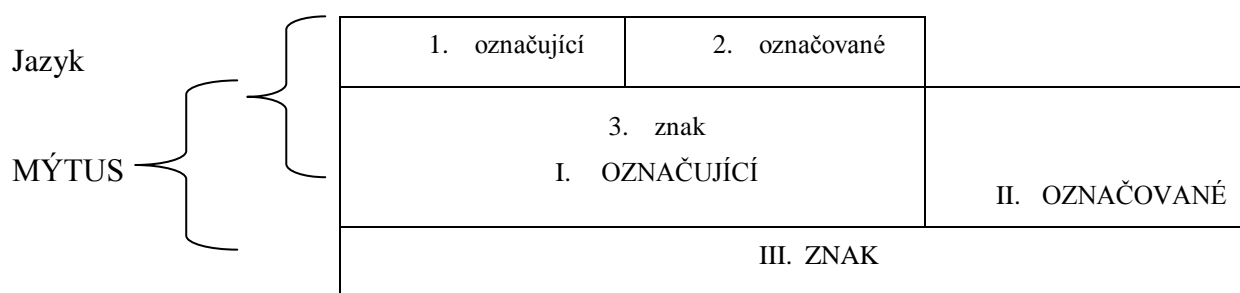 1. označující 2. označované
Jazyk
3. znak
MÝTUS
I. OZNAČUJÍCÍ
II. OZNAČOVANÉ
III. ZNAK